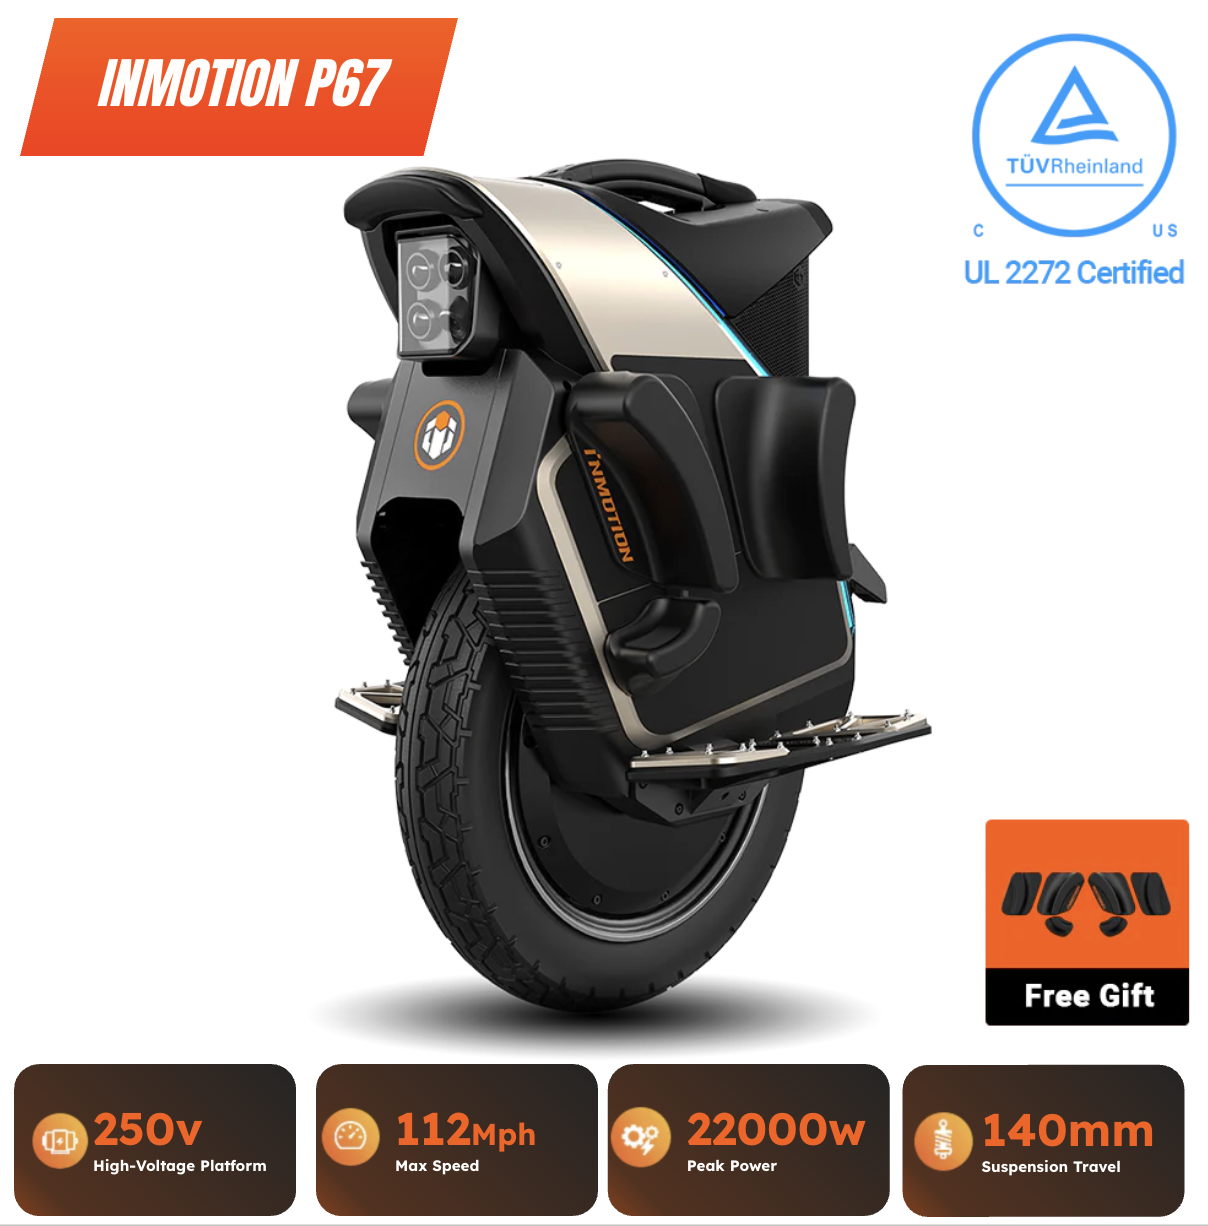 INMOTION P67
TÜVRheinland
C US
UL 2272 Certified
INMOTION
Free Gift
250v
High-Voltage Platform
112Mph
Max Speed
22000w
Peak Power
140mm
Suspension Travel